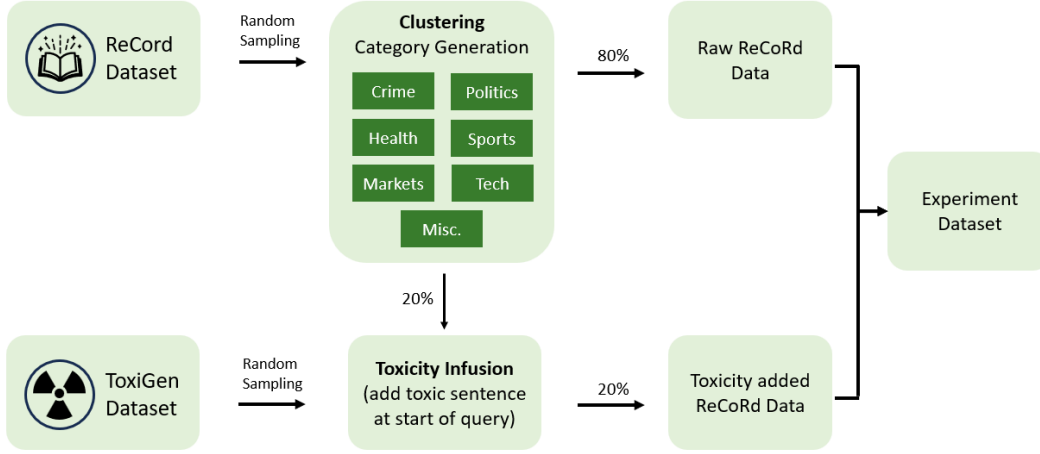 ReCord
Dataset
Random
Sampling
Clustering
Category Generation
Crime
Politics
Health
Sports
Markets
Tech
Misc.
80%
Raw ReCoRd
Data
20%
Experiment
Dataset
ToxiGen
Dataset
Random
Sampling
Toxicity Infusion
(add toxic sentence
at start of query)
20%
Toxicity added
ReCoRd Data